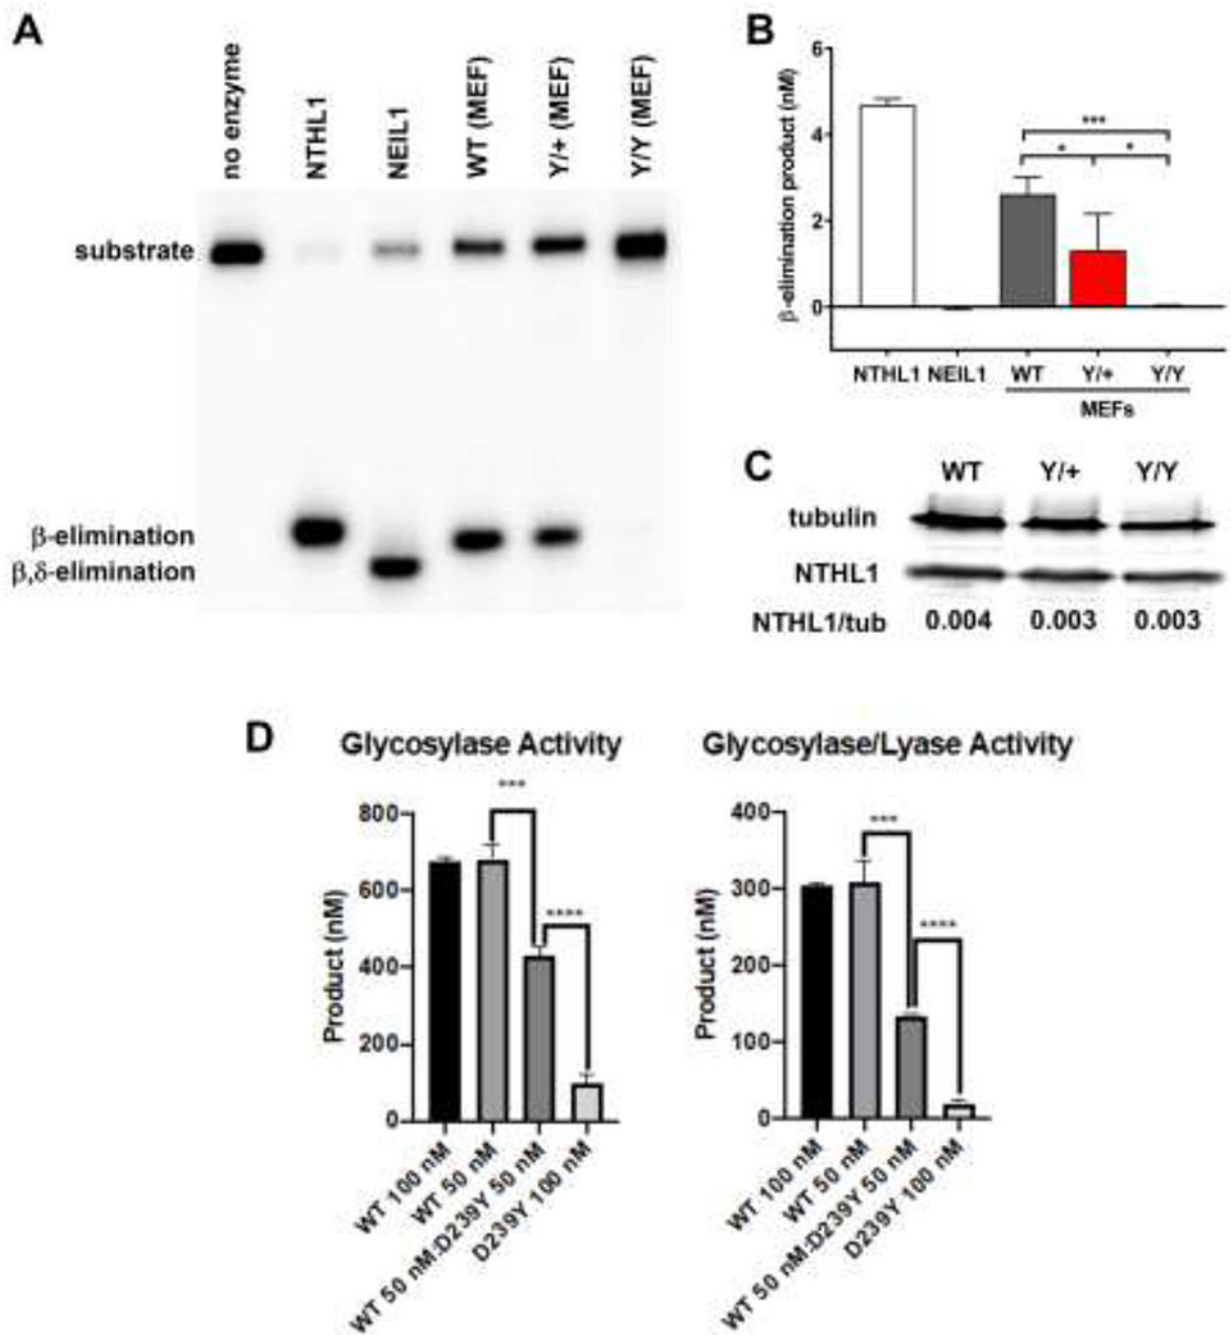 A
no enzyme
NTHL1
NEIL1
WT (MEF)
Y/+ (MEF)
Y/Y (MEF)
substrate
β-elimination
β,δ-elimination
B
β-elimination product (nM)
6
4
2
0
***
*
*
NTHL1 NEIL1 WT Y/+ Y/Y
MEFs
C
WT Y/+ Y/Y
tubulin
NTHL1
NTHL1/tub 0.004 0.003 0.003
D
Glycosylase Activity
Product (nM)
800
600
400
200
0
***
****
WT 100 nM
WT 50 nM
WT 50 nM:D239Y 50 nM
D239Y 100 nM
Glycosylase/Lyase Activity
Product (nM)
400
300
200
100
0
***
****
WT 100 nM
WT 50 nM
WT 50 nM:D239Y 50 nM
D239Y 100 nM